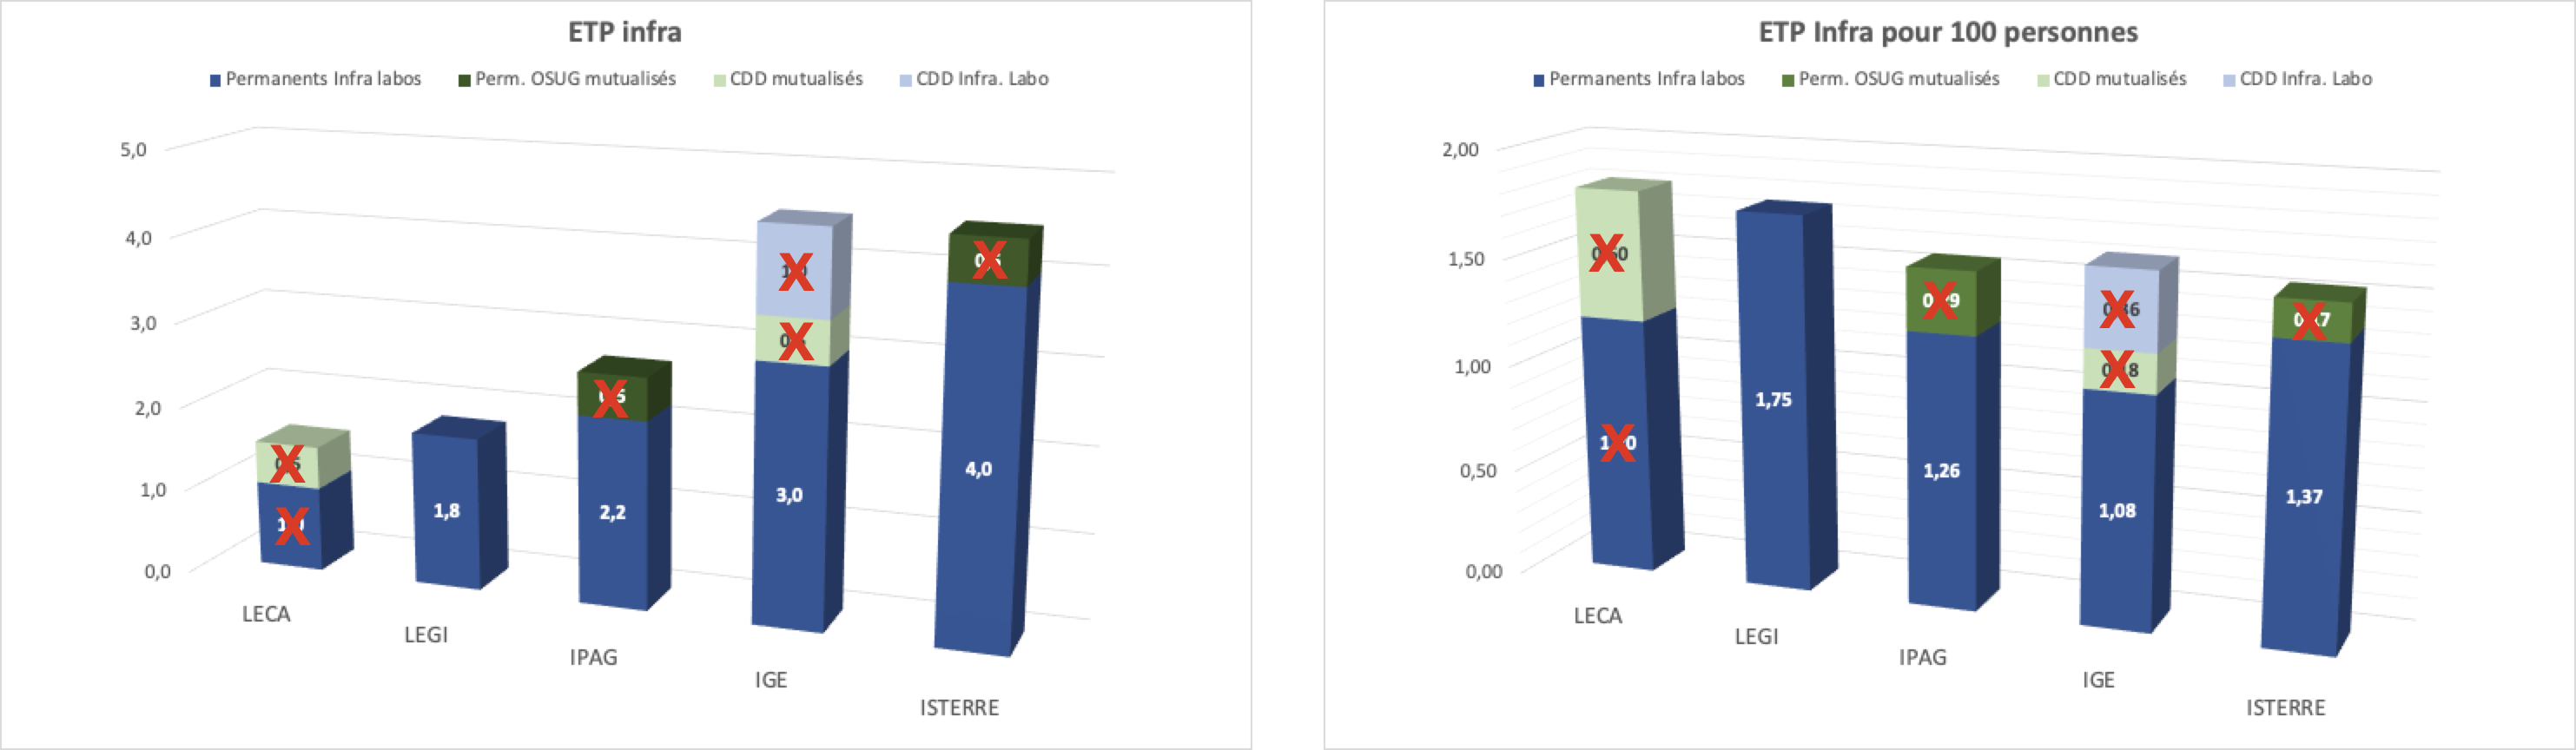 ETP infra
Permanents Infra labos Perm. OSUG mutualisés CDD mutualisés CDD Infra. Labo
5,0
4,0
3,0
2,0
1,0
0,0
1,8
2,2
3,0
4,0
LECA
LEGI
IPAG
IGE
ISTERRE
ETP Infra pour 100 personnes
Permanents Infra labos Perm. OSUG mutualisés CDD mutualisés CDD Infra. Labo
2,00
1,50
1,00
0,50
0,00
1,75
1,26
1,08
1,37
LECA
LEGI
IPAG
IGE
ISTERRE